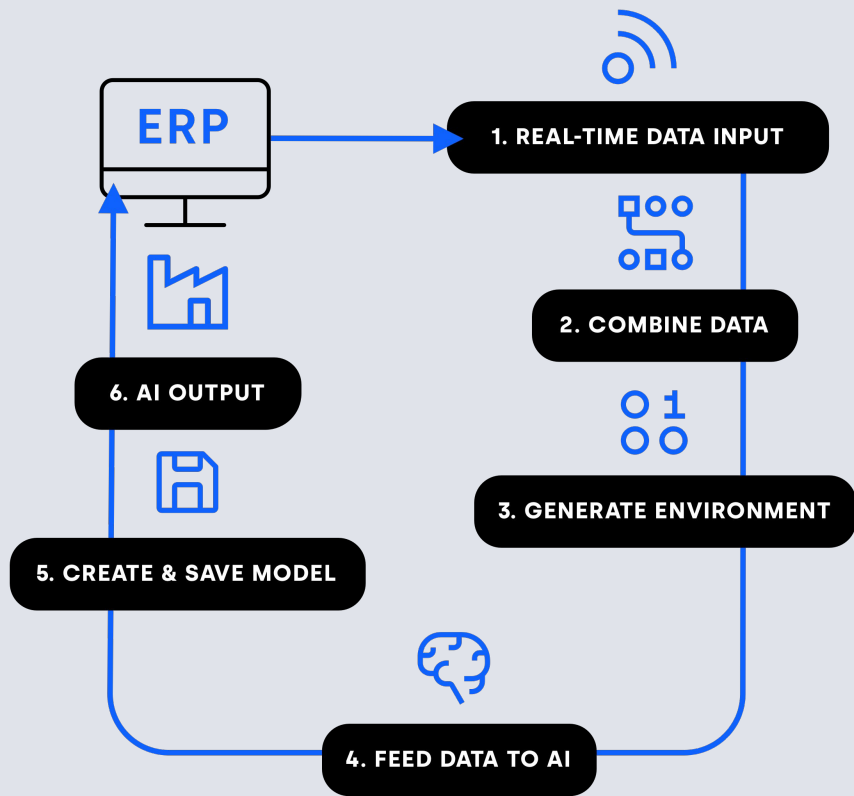 ERP
1. REAL-TIME DATA INPUT
2. COMBINE DATA
1
3. GENERATE ENVIRONMENT
4. FEED DATA TO AI
5. CREATE & SAVE MODEL
6. AI OUTPUT